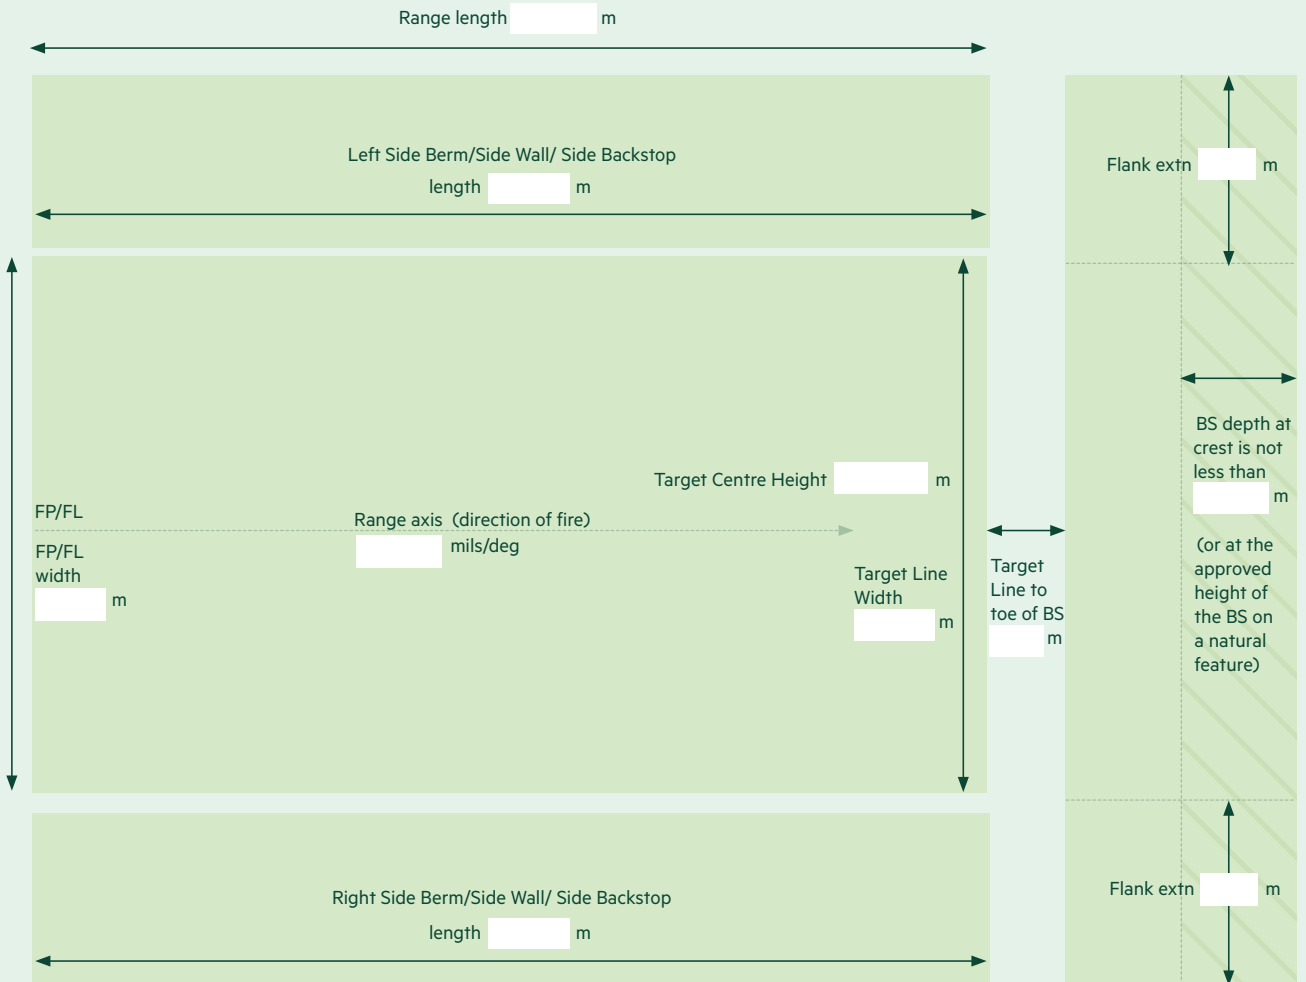 Range length m
Left Side Berm/Side Wall/ Side Backstop
length m
Flank extn m
BS depth at
crest is not
less than
m
(or at the
approved
height of
the BS on
a natural
feature)
Target Centre Height m
FP/FL
Range axis (direction of fire)
mils/deg
FP/FL
width
m
Target Line
Width
m
Target
Line to
toe of BS
m
Right Side Berm/Side Wall/ Side Backstop
length m
Flank extn m